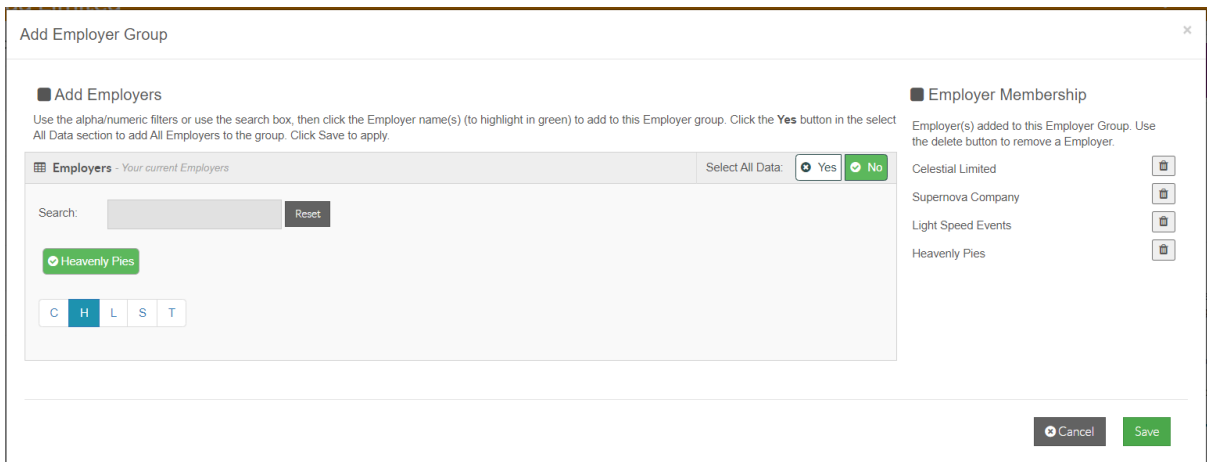 Add Employer Group
×
Add Employers
Use the alpha/numeric filters or use the search box, then click the Employer name(s) (to highlight in green) to add to this Employer group. Click the Yes button in the select
All Data section to add All Employers to the group. Click Save to apply.
Employers - Your current Employers
Select All Data: Yes No
Search: Reset
Heavenly Pies
C H L S T
Employer Membership
Employer(s) added to this Employer Group. Use
the delete button to remove a Employer.
Celestial Limited
Supernova Company
Light Speed Events
Heavenly Pies
Cancel Save